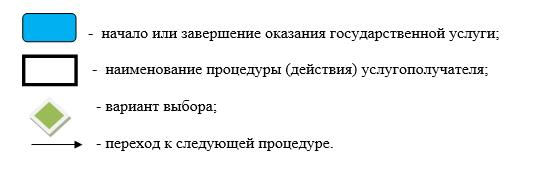 - начало или завершение оказания государственной услуги;
- наименование процедуры (действия) услугополучателя;
- вариант выбора;
- переход к следующей процедуре.